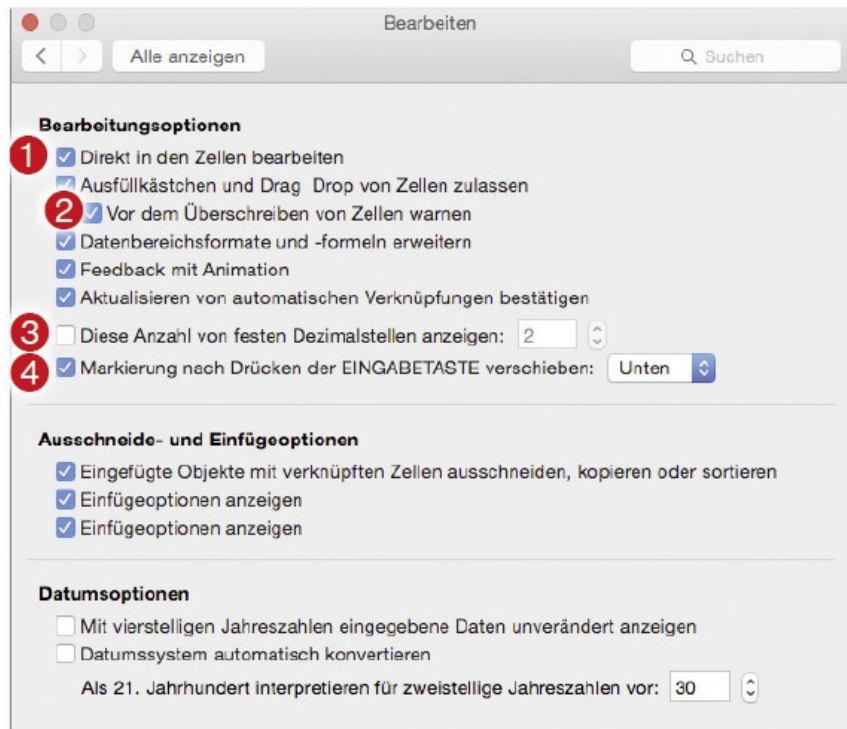 Bearbeiten
Alle anzeigen
Suchen
Bearbeitungsoptionen
1 Direkt in den Zellen bearbeiten
Ausfüllkästchen und Drag Drop von Zellen zulassen
2 Vor dem Überschreiben von Zellen warnen
Datenbereichsformate und -formeln erweitern
Feedback mit Animation
Aktualisieren von automatischen Verknüpfungen bestätigen
3 Diese Anzahl von festen Dezimalstellen anzeigen: 2
4 Markierung nach Drücken der EINGABETASTE verschieben: Unten
Ausschneide- und Einfügeoptionen
Eingefügte Objekte mit verknüpften Zellen ausschneiden, kopieren oder sortieren
Einfügeoptionen anzeigen
Einfügeoptionen anzeigen
Datumsoptionen
Mit vierstelligen Jahreszahlen eingegebene Daten unverändert anzeigen
Datumssystem automatisch konvertieren
Als 21. Jahrhundert interpretieren für zweistellige Jahreszahlen vor: 30